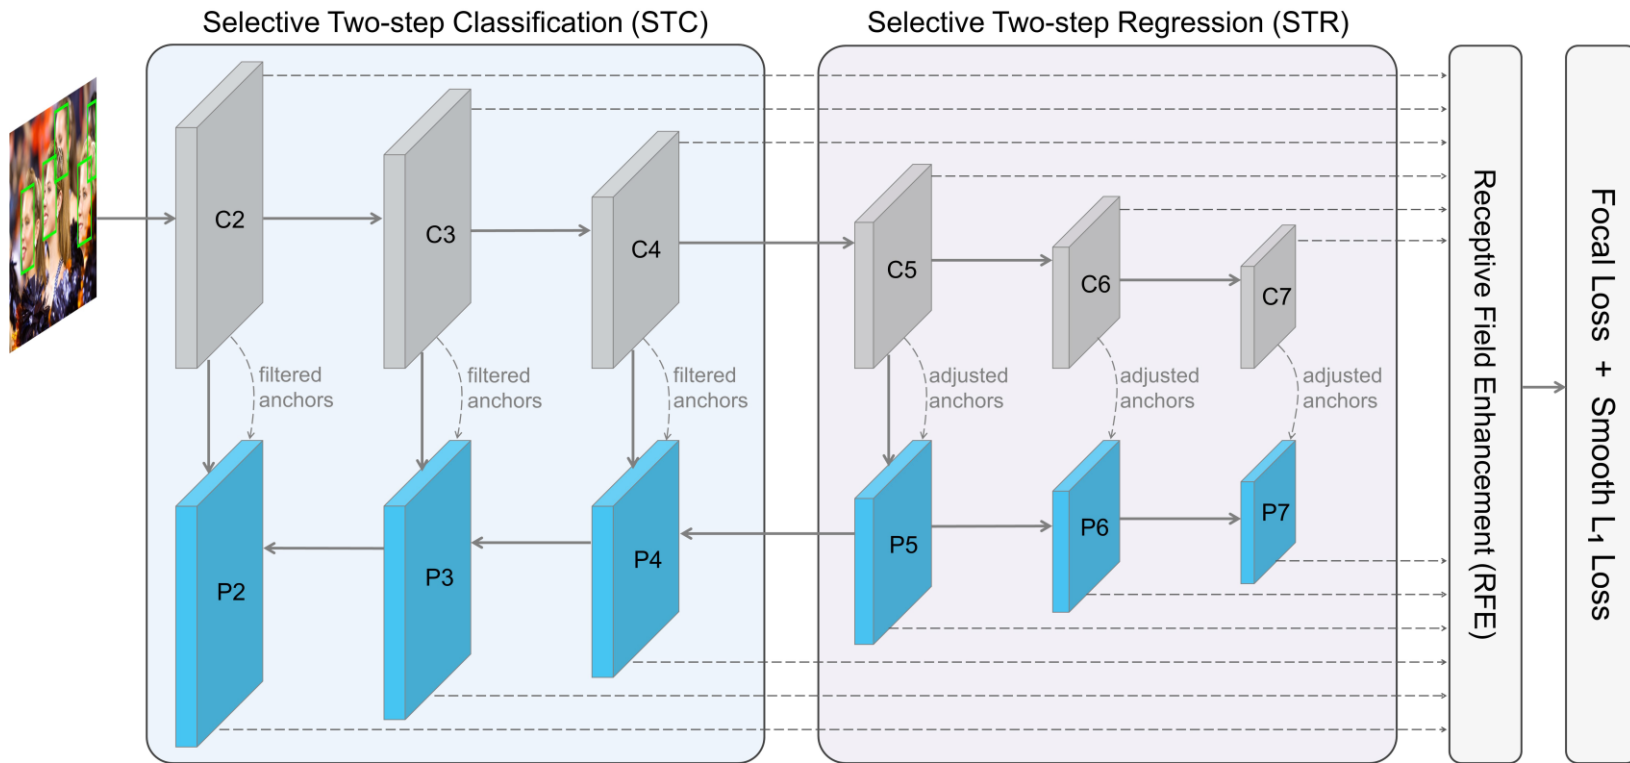 Selective Two-step Classification (STC)
Selective Two-step Regression (STR)
C2
C3
C4
C5
C6
C7
filtered
anchors
filtered
anchors
filtered
anchors
adjusted
anchors
adjusted
anchors
adjusted
anchors
P2
P3
P4
P5
P6
P7
Receptive Field Enhancement (RFE)
Focal Loss + Smooth L₁ Loss